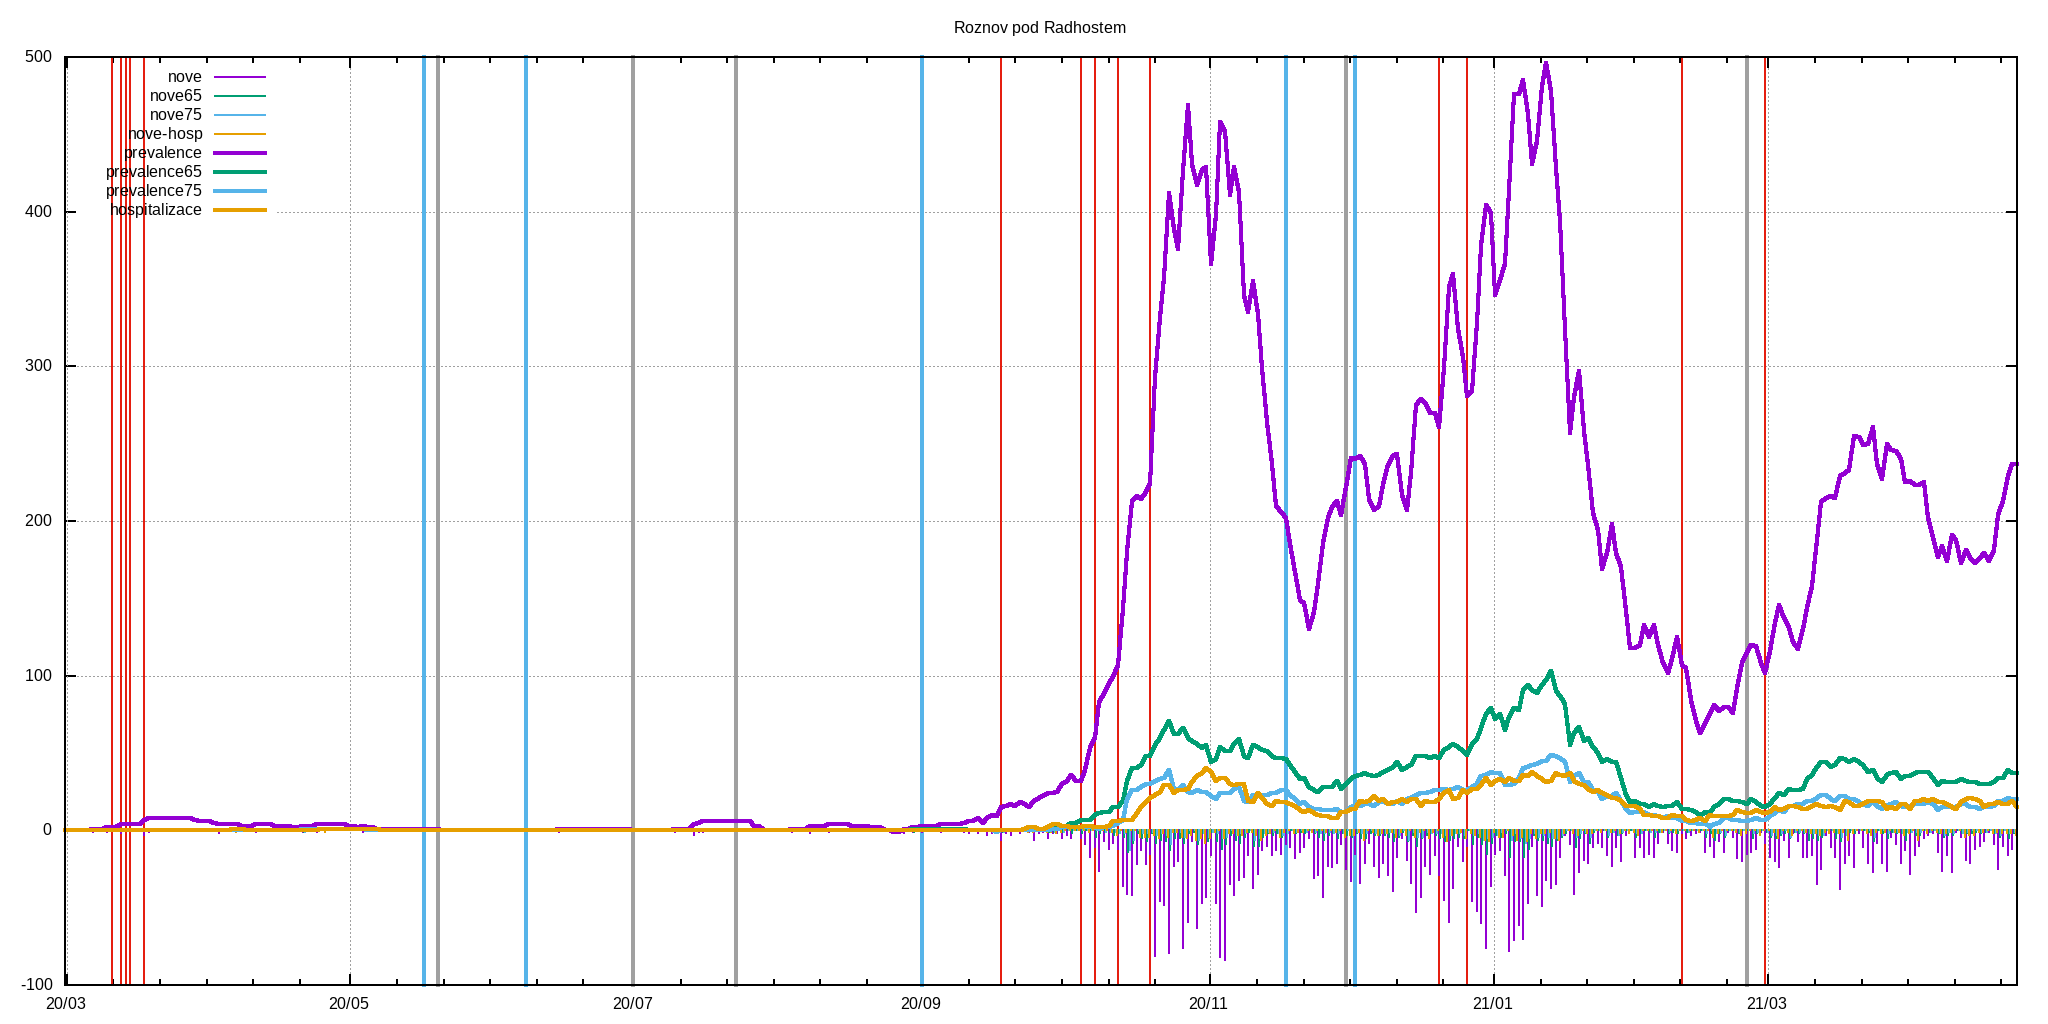 Roznov pod Radhostem
500
400
300
200
100
0
-100
nove
nove65
nove75
nove-hosp
prevalence
prevalence65
prevalence75
hospitalizace
20/03 20/05 20/07 20/09 20/11 21/01 21/03